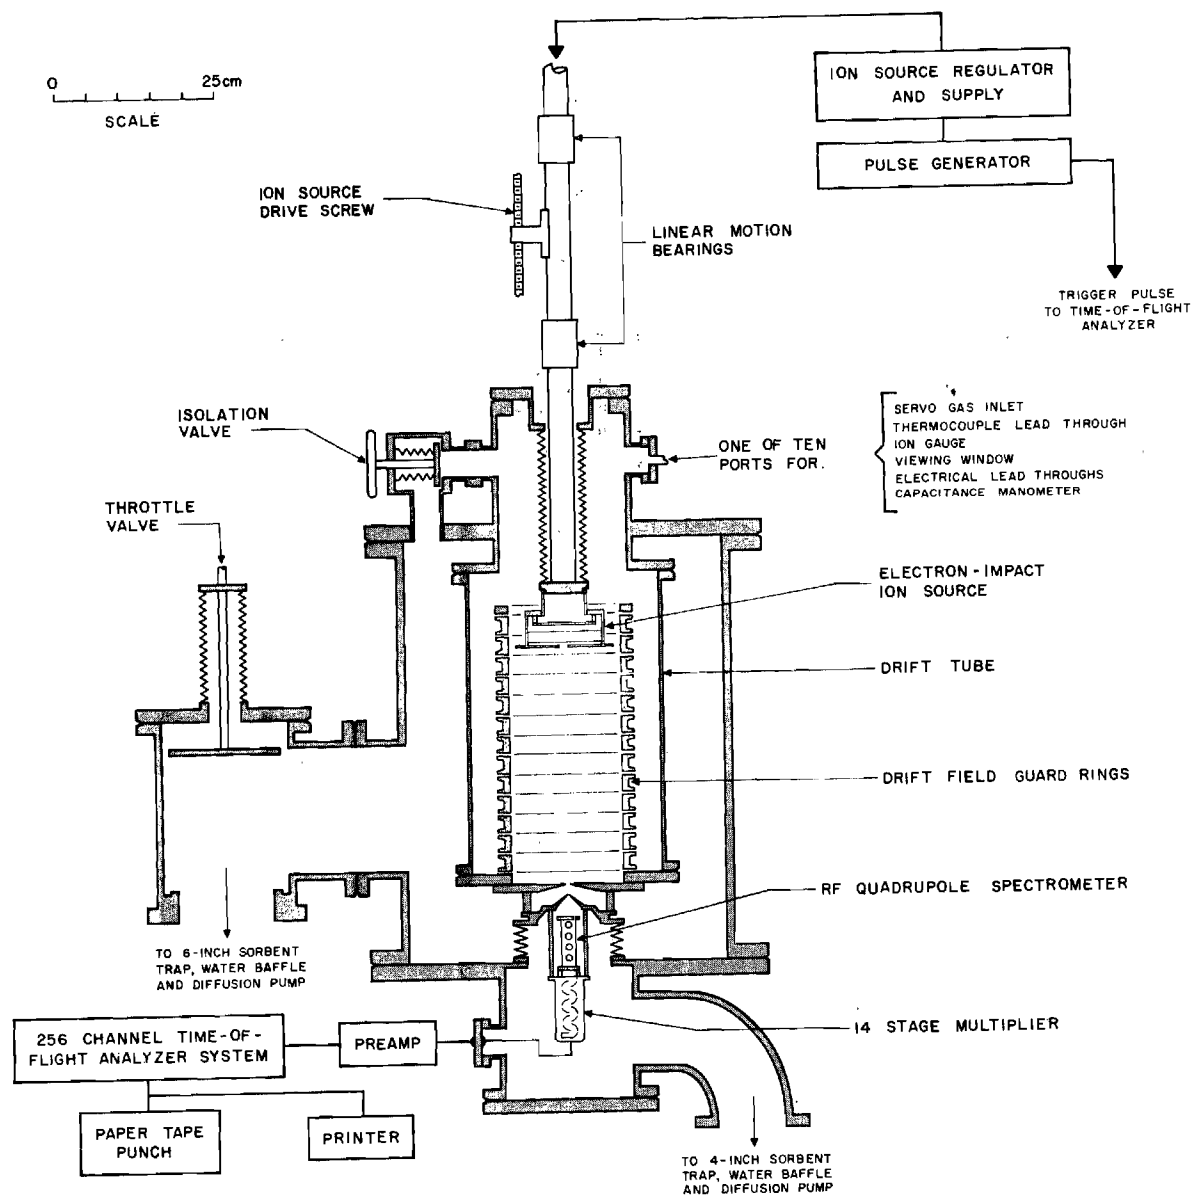 0 25cm
SCALE
ION SOURCE REGULATOR
AND SUPPLY
PULSE GENERATOR
ION SOURCE
DRIVE SCREW
LINEAR MOTION
BEARINGS
TRIGGER PULSE
TO TIME-OF-FLIGHT
ANALYZER
ISOLATION
VALVE
ONE OF TEN
PORTS FOR.
SERVO GAS INLET
THERMOCOUPLE LEAD THROUGH
ION GAUGE
VIEWING WINDOW
ELECTRICAL LEAD THROUGHS
CAPACITANCE MANOMETER
THROTTLE
VALVE
ELECTRON-IMPACT
ION SOURCE
DRIFT TUBE
DRIFT FIELD GUARD RINGS
RF QUADRUPOLE SPECTROMETER
TO 6-INCH SORBENT
TRAP, WATER BAFFLE
AND DIFFUSION PUMP
14 STAGE MULTIPLIER
256 CHANNEL TIME-OF-
FLIGHT ANALYZER SYSTEM
PREAMP
PAPER TAPE
PUNCH
PRINTER
TO 4-INCH SORBENT
TRAP, WATER BAFFLE
AND DIFFUSION PUMP